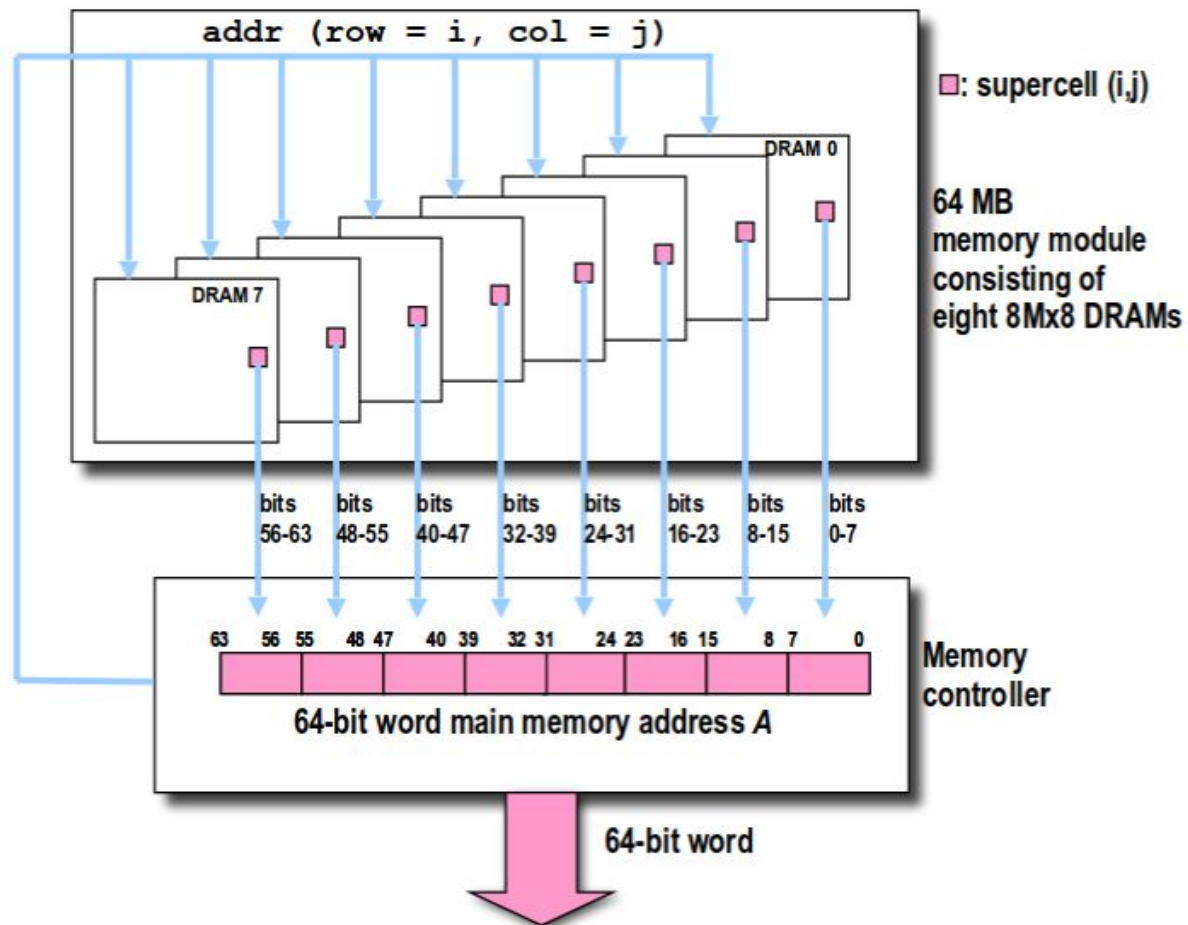 addr (row = i, col = j)
: supercell (i,j)
DRAM 0
64 MB
memory module
consisting of
eight 8Mx8 DRAMs
DRAM 7
bits
56-63
bits
48-55
bits
40-47
bits
32-39
bits
24-31
bits
16-23
bits
8-15
bits
0-7
63 56 55 48 47 40 39 32 31 24 23 16 15 8 7 0
Memory
controller
64-bit word main memory address A
64-bit word